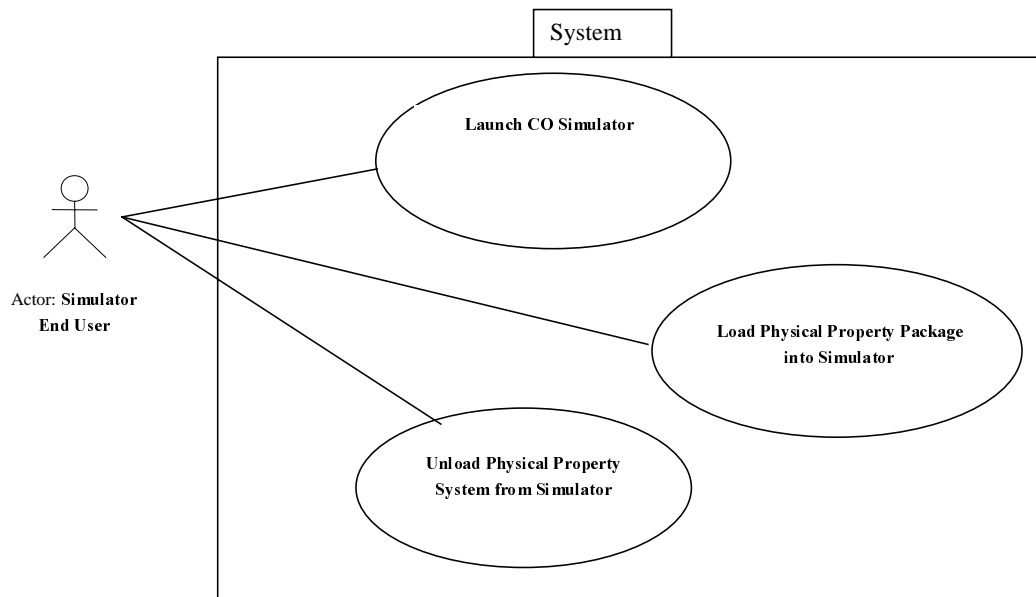 System
Launch CO Simulator
Actor: Simulator
End User
Load Physical Property Package
into Simulator
Unload Physical Property
System from Simulator